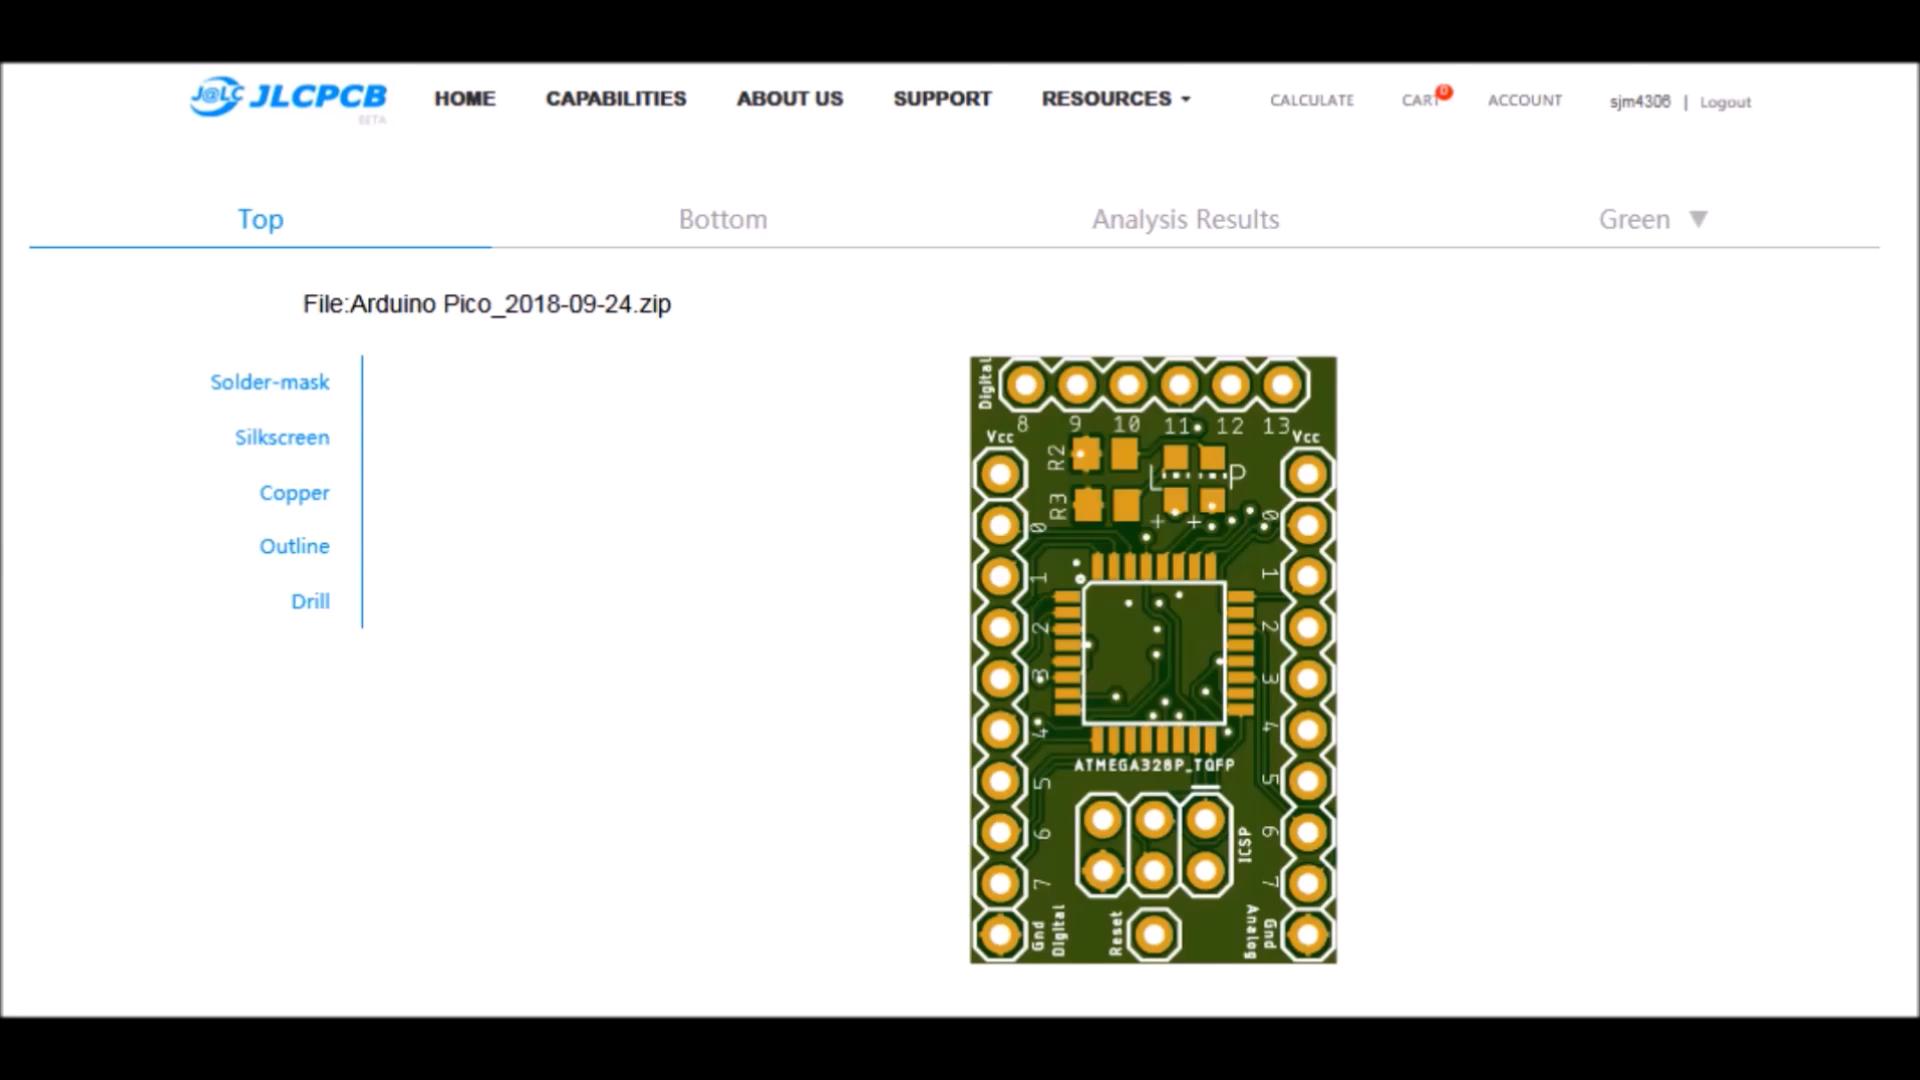 J@LC JLCPCB
BETA
HOME CAPABILITIES ABOUT US SUPPORT RESOURCES CALCULATE CART 0 ACCOUNT sjm4306 | Logout
Top Bottom Analysis Results Green
File:Arduino Pico_2018-09-24.zip
Solder-mask
Silkscreen
Copper
Outline
Drill
Digital
8 9 10 11 12 13
Vcc Vcc
R2
L P
R3
+ +
0 0
1 1
2 2
3 3
4 4
ATMEGA328P_TQFP
5 5
6 6
ICSP
7 7
Gnd Digital Reset Analog Gnd